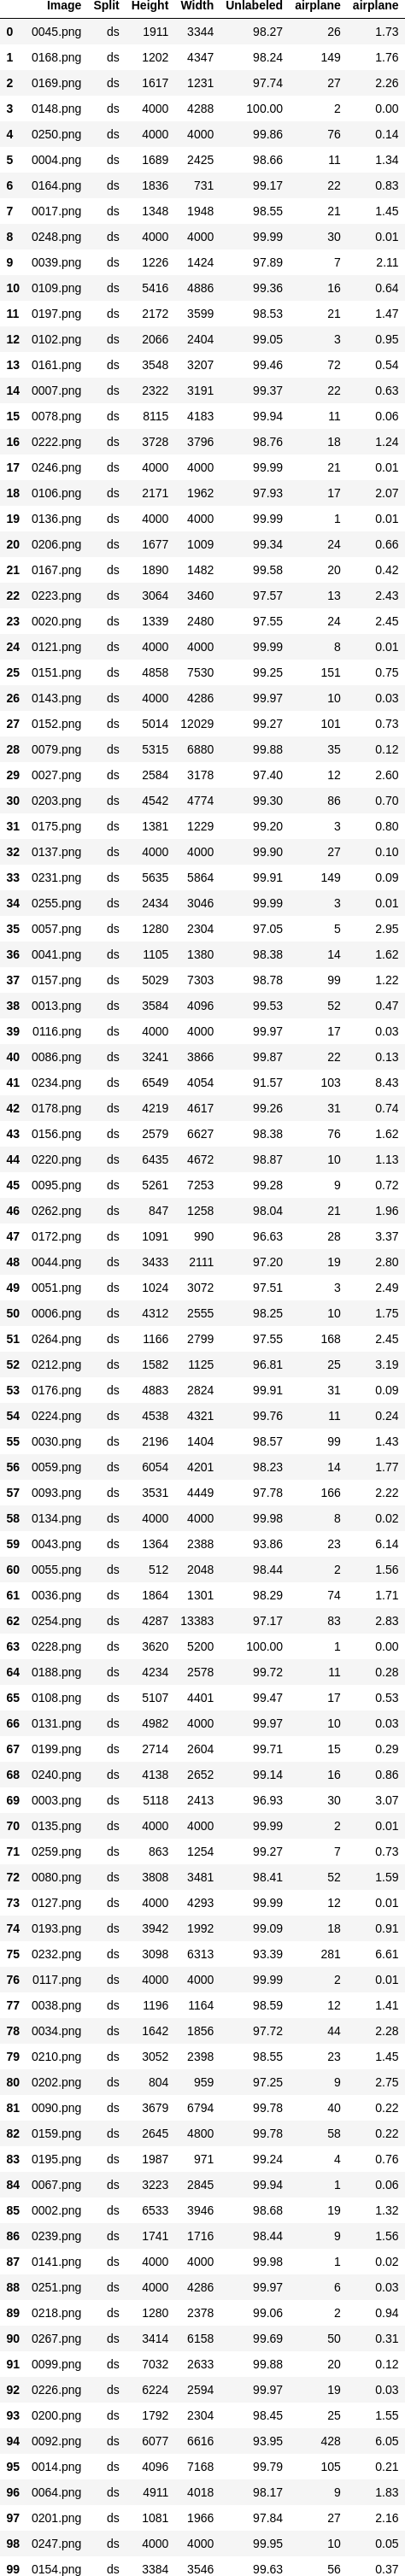 Image Split Height Width Unlabeled airplane airplane
0 0045.png ds 1911 3344 98.27 26 1.73
1 0168.png ds 1202 4347 98.24 149 1.76
2 0169.png ds 1617 1231 97.74 27 2.26
3 0148.png ds 4000 4288 100.00 2 0.00
4 0250.png ds 4000 4000 99.86 76 0.14
5 0004.png ds 1689 2425 98.66 11 1.34
6 0164.png ds 1836 731 99.17 22 0.83
7 0017.png ds 1348 1948 98.55 21 1.45
8 0248.png ds 4000 4000 99.99 30 0.01
9 0039.png ds 1226 1424 97.89 7 2.11
10 0109.png ds 5416 4886 99.36 16 0.64
11 0197.png ds 2172 3599 98.53 21 1.47
12 0102.png ds 2066 2404 99.05 3 0.95
13 0161.png ds 3548 3207 99.46 72 0.54
14 0007.png ds 2322 3191 99.37 22 0.63
15 0078.png ds 8115 4183 99.94 11 0.06
16 0222.png ds 3728 3796 98.76 18 1.24
17 0246.png ds 4000 4000 99.99 21 0.01
18 0106.png ds 2171 1962 97.93 17 2.07
19 0136.png ds 4000 4000 99.99 1 0.01
20 0206.png ds 1677 1009 99.34 24 0.66
21 0167.png ds 1890 1482 99.58 20 0.42
22 0223.png ds 3064 3460 97.57 13 2.43
23 0020.png ds 1339 2480 97.55 24 2.45
24 0121.png ds 4000 4000 99.99 8 0.01
25 0151.png ds 4858 7530 99.25 151 0.75
26 0143.png ds 4000 4286 99.97 10 0.03
27 0152.png ds 5014 12029 99.27 101 0.73
28 0079.png ds 5315 6880 99.88 35 0.12
29 0027.png ds 2584 3178 97.40 12 2.60
30 0203.png ds 4542 4774 99.30 86 0.70
31 0175.png ds 1381 1229 99.20 3 0.80
32 0137.png ds 4000 4000 99.90 27 0.10
33 0231.png ds 5635 5864 99.91 149 0.09
34 0255.png ds 2434 3046 99.99 3 0.01
35 0057.png ds 1280 2304 97.05 5 2.95
36 0041.png ds 1105 1380 98.38 14 1.62
37 0157.png ds 5029 7303 98.78 99 1.22
38 0013.png ds 3584 4096 99.53 52 0.47
39 0116.png ds 4000 4000 99.97 17 0.03
40 0086.png ds 3241 3866 99.87 22 0.13
41 0234.png ds 6549 4054 91.57 103 8.43
42 0178.png ds 4219 4617 99.26 31 0.74
43 0156.png ds 2579 6627 98.38 76 1.62
44 0220.png ds 6435 4672 98.87 10 1.13
45 0095.png ds 5261 7253 99.28 9 0.72
46 0262.png ds 847 1258 98.04 21 1.96
47 0172.png ds 1091 990 96.63 28 3.37
48 0044.png ds 3433 2111 97.20 19 2.80
49 0051.png ds 1024 3072 97.51 3 2.49
50 0006.png ds 4312 2555 98.25 10 1.75
51 0264.png ds 1166 2799 97.55 168 2.45
52 0212.png ds 1582 1125 96.81 25 3.19
53 0176.png ds 4883 2824 99.91 31 0.09
54 0224.png ds 4538 4321 99.76 11 0.24
55 0030.png ds 2196 1404 98.57 99 1.43
56 0059.png ds 6054 4201 98.23 14 1.77
57 0093.png ds 3531 4449 97.78 166 2.22
58 0134.png ds 4000 4000 99.98 8 0.02
59 0043.png ds 1364 2388 93.86 23 6.14
60 0055.png ds 512 2048 98.44 2 1.56
61 0036.png ds 1864 1301 98.29 74 1.71
62 0254.png ds 4287 13383 97.17 83 2.83
63 0228.png ds 3620 5200 100.00 1 0.00
64 0188.png ds 4234 2578 99.72 11 0.28
65 0108.png ds 5107 4401 99.47 17 0.53
66 0131.png ds 4982 4000 99.97 10 0.03
67 0199.png ds 2714 2604 99.71 15 0.29
68 0240.png ds 4138 2652 99.14 16 0.86
69 0003.png ds 5118 2413 96.93 30 3.07
70 0135.png ds 4000 4000 99.99 2 0.01
71 0259.png ds 863 1254 99.27 7 0.73
72 0080.png ds 3808 3481 98.41 52 1.59
73 0127.png ds 4000 4293 99.99 12 0.01
74 0193.png ds 3942 1992 99.09 18 0.91
75 0232.png ds 3098 6313 93.39 281 6.61
76 0117.png ds 4000 4000 99.99 2 0.01
77 0038.png ds 1196 1164 98.59 12 1.41
78 0034.png ds 1642 1856 97.72 44 2.28
79 0210.png ds 3052 2398 98.55 23 1.45
80 0202.png ds 804 959 97.25 9 2.75
81 0090.png ds 3679 6794 99.78 40 0.22
82 0159.png ds 2645 4800 99.78 58 0.22
83 0195.png ds 1987 971 99.24 4 0.76
84 0067.png ds 3223 2845 99.94 1 0.06
85 0002.png ds 6533 3946 98.68 19 1.32
86 0239.png ds 1741 1716 98.44 9 1.56
87 0141.png ds 4000 4000 99.98 1 0.02
88 0251.png ds 4000 4286 99.97 6 0.03
89 0218.png ds 1280 2378 99.06 2 0.94
90 0267.png ds 3414 6158 99.69 50 0.31
91 0099.png ds 7032 2633 99.88 20 0.12
92 0226.png ds 6224 2594 99.97 19 0.03
93 0200.png ds 1792 2304 98.45 25 1.55
94 0092.png ds 6077 6616 93.95 428 6.05
95 0014.png ds 4096 7168 99.79 105 0.21
96 0064.png ds 4911 4018 98.17 9 1.83
97 0201.png ds 1081 1966 97.84 27 2.16
98 0247.png ds 4000 4000 99.95 10 0.05
99 0154.png ds 3384 3546 99.63 56 0.37